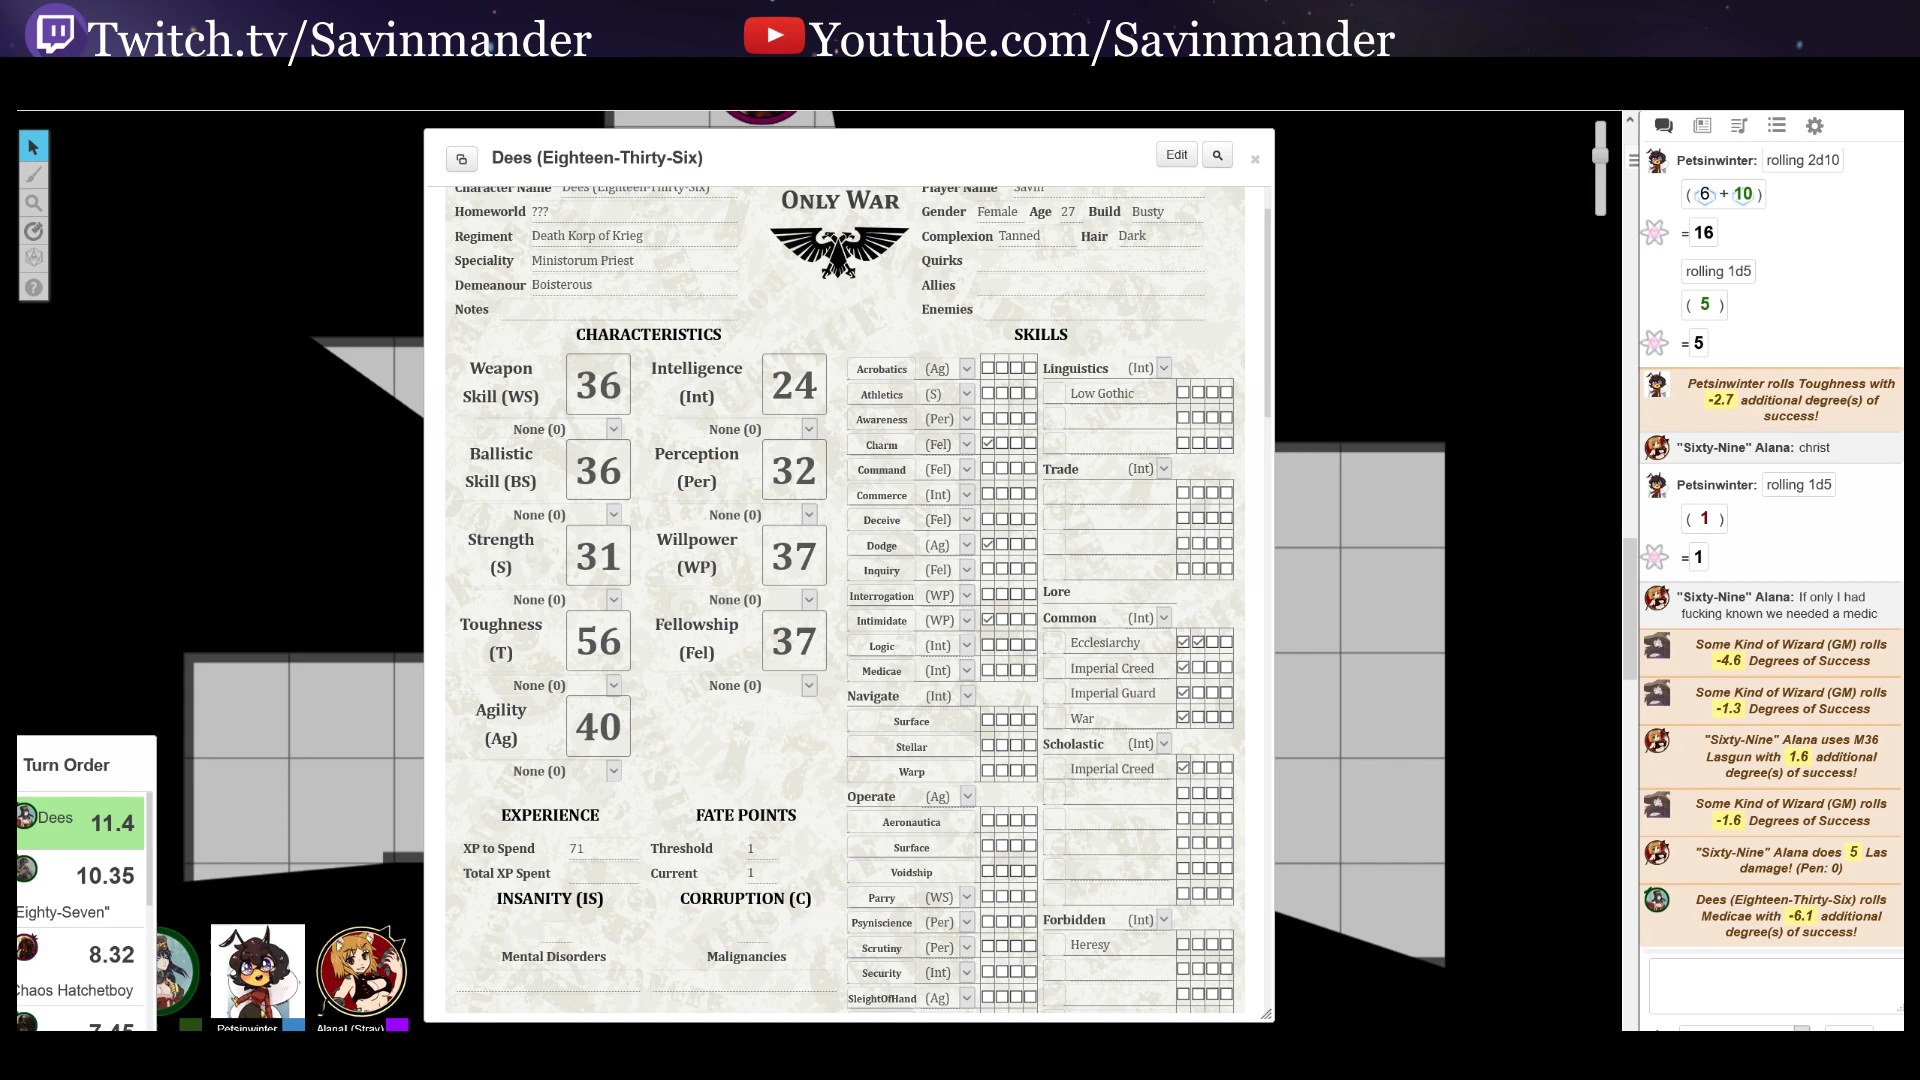 Twitch.tv/Savinmander
Youtube.com/Savinmander
Dees (Eighteen-Thirty-Six)
Edit
Character Name Dees (Eighteen-Thirty-Six)
Homeworld ???
Regiment Death Korp of Krieg
Speciality Ministorum Priest
Demeanour Boisterous
Notes
ONLY WAR
Player Name Savin
Gender Female Age 27 Build Busty
Complexion Tanned Hair Dark
Quirks
Allies
Enemies
CHARACTERISTICS
Weapon Skill (WS) 36
None (0)
Intelligence (Int) 24
None (0)
Ballistic Skill (BS) 36
None (0)
Perception (Per) 32
None (0)
Strength (S) 31
None (0)
Willpower (WP) 37
None (0)
Toughness (T) 56
None (0)
Fellowship (Fel) 37
None (0)
Agility (Ag) 40
None (0)
EXPERIENCE
XP to Spend 71
Total XP Spent
FATE POINTS
Threshold 1
Current 1
INSANITY (IS)
Mental Disorders
CORRUPTION (C)
Malignancies
SKILLS
Acrobatics (Ag)
Athletics (S)
Awareness (Per)
Charm (Fel)
Command (Fel)
Commerce (Int)
Deceive (Fel)
Dodge (Ag)
Inquiry (Fel)
Interrogation (WP)
Intimidate (WP)
Logic (Int)
Medicae (Int)
Navigate (Int)
Surface
Stellar
Warp
Operate (Ag)
Aeronautica
Surface
Voidship
Parry (WS)
Psyniscience (Per)
Scrutiny (Per)
Security (Int)
SleightOfHand (Ag)
Linguistics (Int)
Low Gothic
Trade (Int)
Lore
Common (Int)
Ecclesiarchy
Imperial Creed
Imperial Guard
War
Scholastic (Int)
Imperial Creed
Forbidden (Int)
Heresy
Turn Order
Dees 11.4
10.35
Eighty-Seven"
8.32
Chaos Hatchetboy
7.45
Petsinwinter
Alana! (Stray)
Petsinwinter: rolling 2d10
(6+10)
=16
rolling 1d5
(5)
=5
Petsinwinter rolls Toughness with
-2.7 additional degree(s) of
success!
"Sixty-Nine" Alana: christ
Petsinwinter: rolling 1d5
(1)
=1
"Sixty-Nine" Alana: If only I had
fucking known we needed a medic
Some Kind of Wizard (GM) rolls
-4.6 Degrees of Success
Some Kind of Wizard (GM) rolls
-1.3 Degrees of Success
"Sixty-Nine" Alana uses M36
Lasgun with 1.6 additional
degree(s) of success!
Some Kind of Wizard (GM) rolls
-1.6 Degrees of Success
"Sixty-Nine" Alana does 5 Las
damage! (Pen: 0)
Dees (Eighteen-Thirty-Six) rolls
Medicae with -6.1 additional
degree(s) of success!